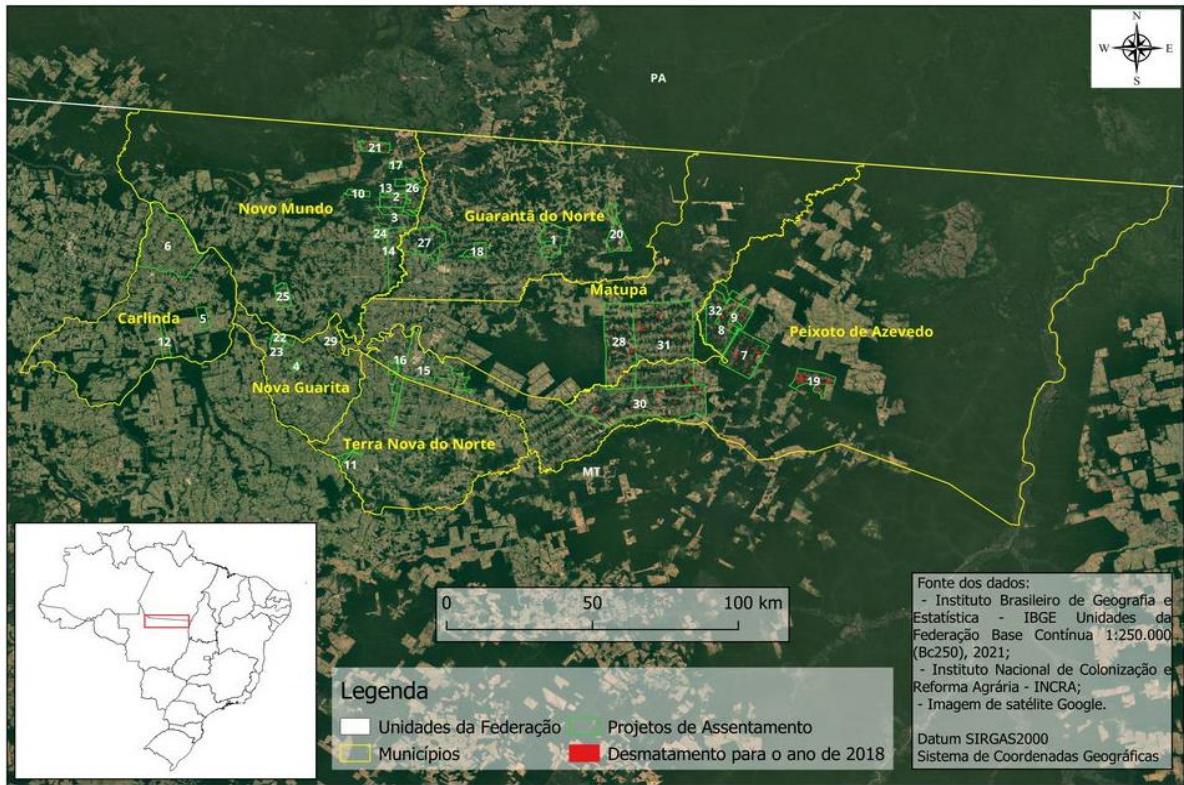 N
W E
S
PA
21
17
13 26
10 2
Novo Mundo
3
Guarantã do Norte
24
6
27
20
1
14
18
Matupá
25
32
9
Carlinda
5
8
Peixoto de Azevedo
12
22
29
28
31
23
16
7
4
15
19
Nova Guarita
30
Terra Nova do Norte
11
MT
0 50 100 km
Legenda
Unidades da Federação
Projetos de Assentamento
Municípios
Desmatamento para o ano de 2018
Fonte dos dados:
- Instituto Brasileiro de Geografia e
Estatística - IBGE Unidades da
Federação Base Contínua 1:250.000
(Bc250), 2021;
- Instituto Nacional de Colonização e
Reforma Agrária - INCRA;
- Imagem de satélite Google.
Datum SIRGAS2000
Sistema de Coordenadas Geográficas